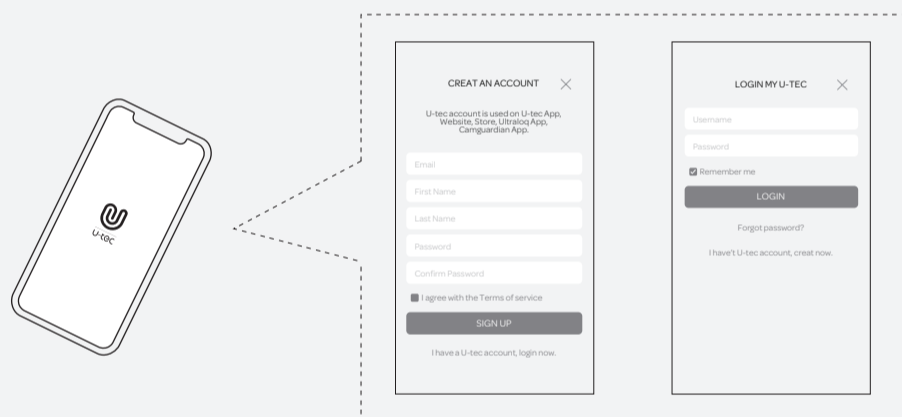 U-tec
CREAT AN ACCOUNT
U-tec account is used on U-tec App,
Website, Store, Ultraloq App,
Camguardian App.
Email
First Name
Last Name
Password
Confirm Password
I agree with the Terms of service
SIGN UP
I have a U-tec account, login now.
LOGIN MY U-TEC
Username
Password
Remember me
LOGIN
Forgot password?
I have't U-tec account, creat now.